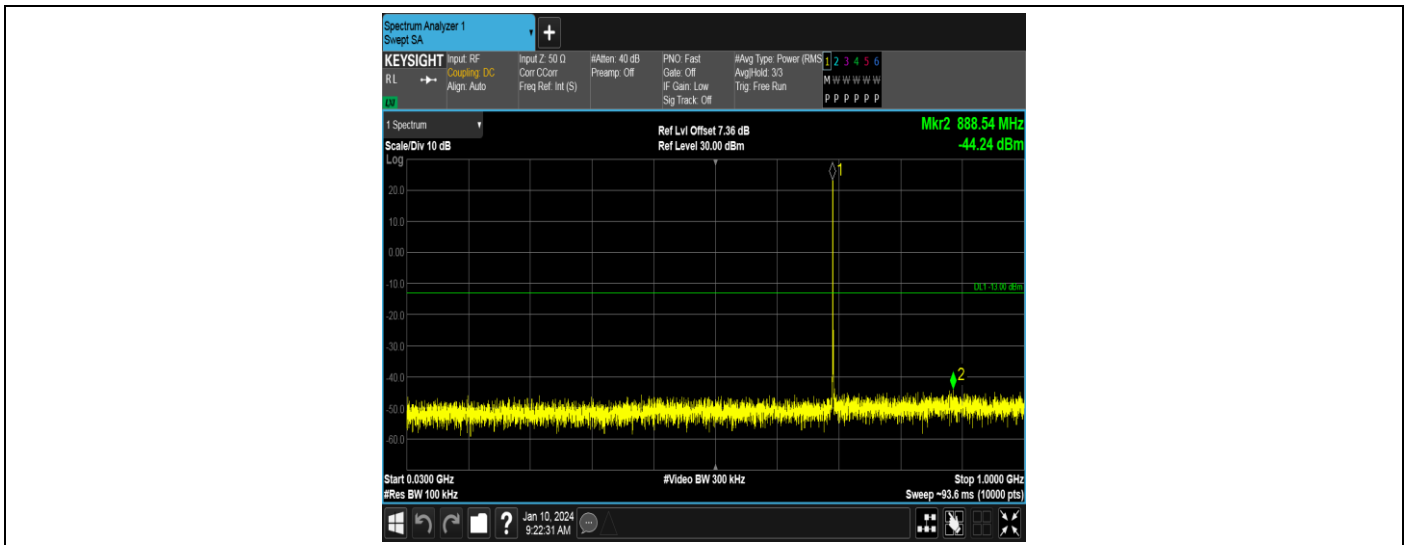 Spectrum Analyzer 1
Swept SA
+
KEYSIGHT
RL
Input: RF
Coupling: DC
Align: Auto
Input Z: 50 Ω
Corr CCorr
Freq Ref: Int (S)
#Atten: 40 dB
Preamp: Off
PNO: Fast
Gate: Off
IF Gain: Low
Sig Track: Off
#Avg Type: Power (RMS
Avg|Hold: 3/3
Trig: Free Run
1 2 3 4 5 6
M W W W W W
P P P P P P
1 Spectrum
Scale/Div 10 dB
Log
Ref Lvl Offset 7.36 dB
Ref Level 30.00 dBm
Mkr2 888.54 MHz
-44.24 dBm
1
20.0
10.0
0.00
-10.0
DL1 -13.00 dBm
-20.0
-30.0
-40.0
2
-50.0
-60.0
Start 0.0300 GHz
#Video BW 300 kHz
Stop 1.0000 GHz
#Res BW 100 kHz
Sweep ~93.6 ms (10000 pts)
?
Jan 10, 2024
9:22:31 AM